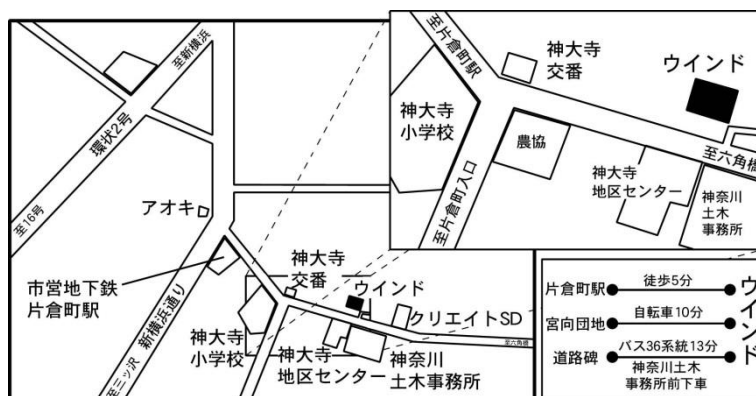 至新横浜
環状2号
至16号
アオキ
市営地下鉄
片倉町駅
新横浜通り
至三ッ沢
神大寺
小学校
神大寺
交番
ウインド
クリエイトSD
至六角橋
神大寺
地区センター
神奈川
土木事務所
至片倉町駅
神大寺
交番
ウインド
神大寺
小学校
農協
至六角橋
神大寺
地区センター
神奈川
土木
事務所
至片倉町入口
片倉町駅 徒歩5分
宮向団地 自転車10分
道路碑 バス36系統13分
神奈川土木
事務所前下車
ウインド